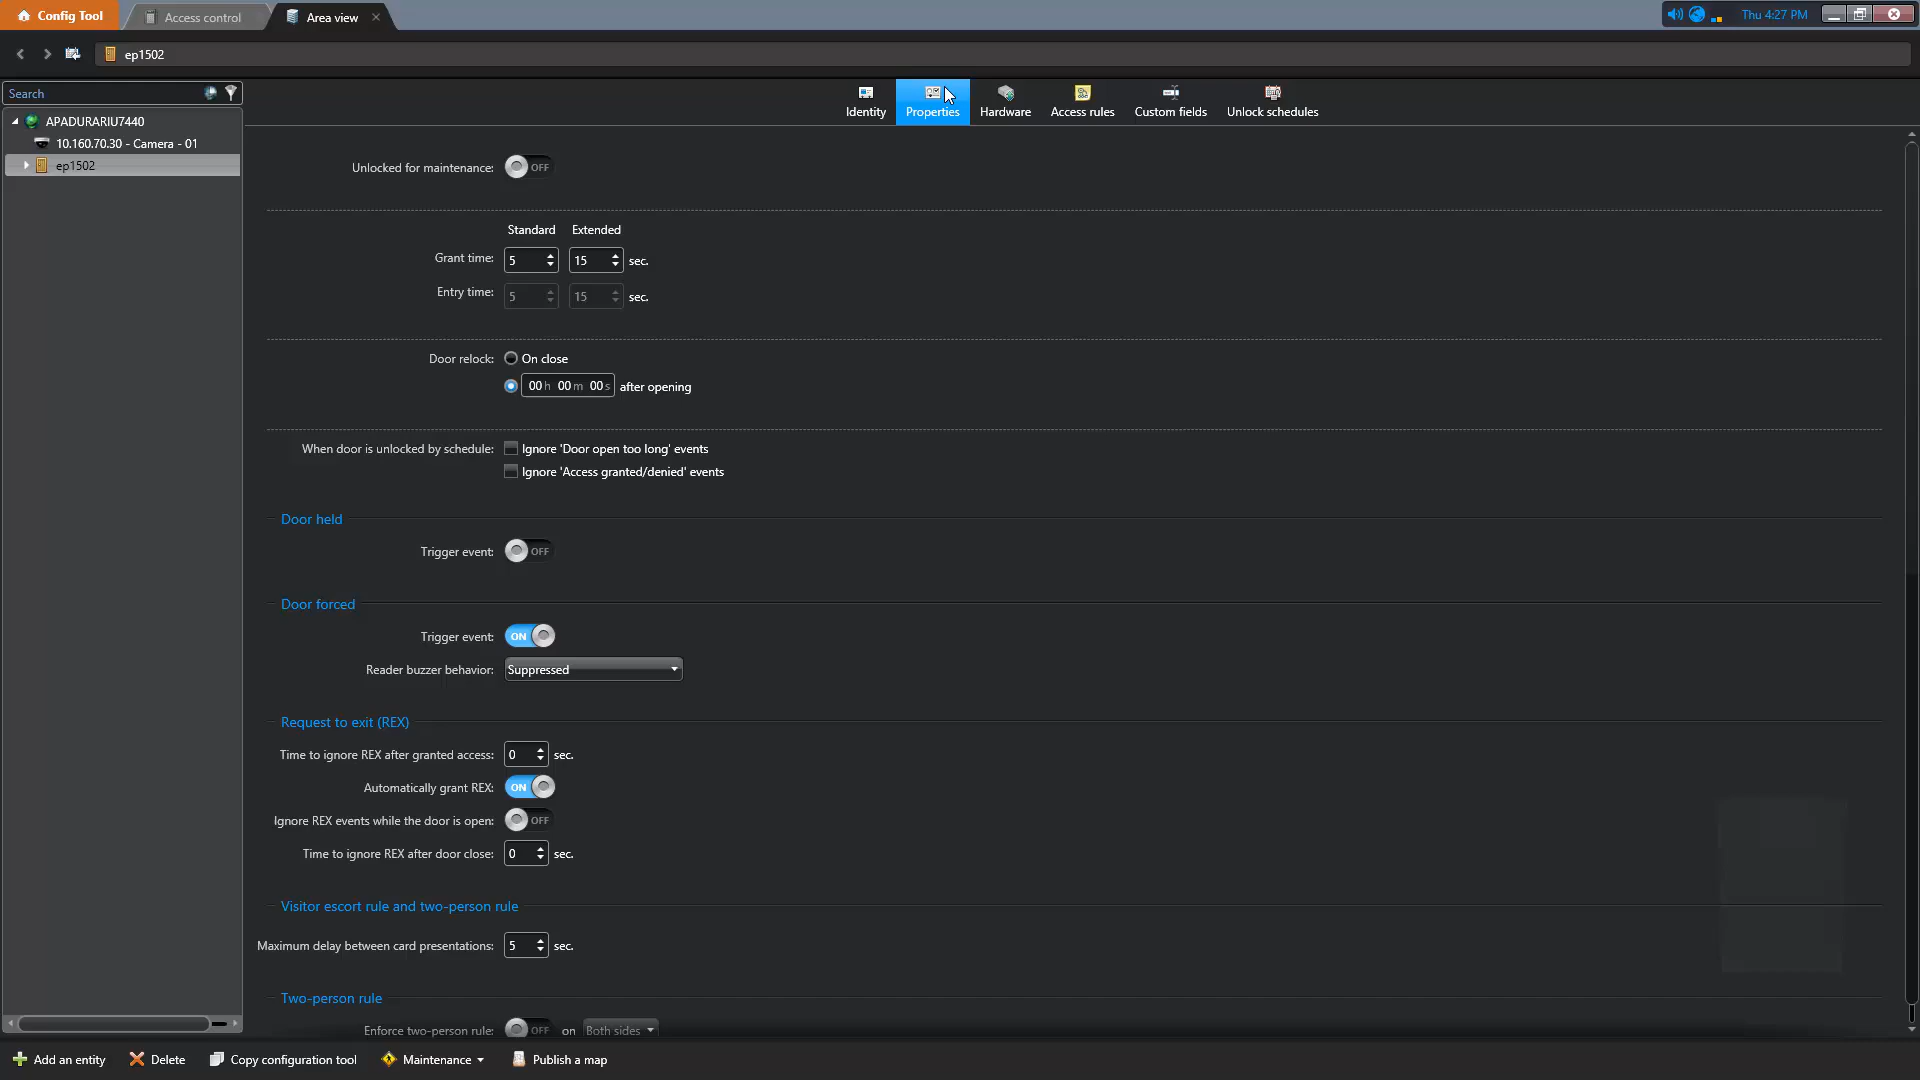 Config Tool
Access control
Area view
Thu 4:27 PM
ep1502
Search
APADURARIU7440
10.160.70.30 - Camera - 01
ep1502
Identity
Properties
Hardware
Access rules
Custom fields
Unlock schedules
Unlocked for maintenance: OFF
Standard Extended
Grant time: 5 15 sec.
Entry time: 5 15 sec.
Door relock: On close
00h 00m 00s after opening
When door is unlocked by schedule: Ignore 'Door open too long' events
Ignore 'Access granted/denied' events
Door held
Trigger event: OFF
Door forced
Trigger event: ON
Reader buzzer behavior: Suppressed
Request to exit (REX)
Time to ignore REX after granted access: 0 sec.
Automatically grant REX: ON
Ignore REX events while the door is open: OFF
Time to ignore REX after door close: 0 sec.
Visitor escort rule and two-person rule
Maximum delay between card presentations: 5 sec.
Two-person rule
Enforce two-person rule: OFF on Both sides
Add an entity
Delete
Copy configuration tool
Maintenance
Publish a map